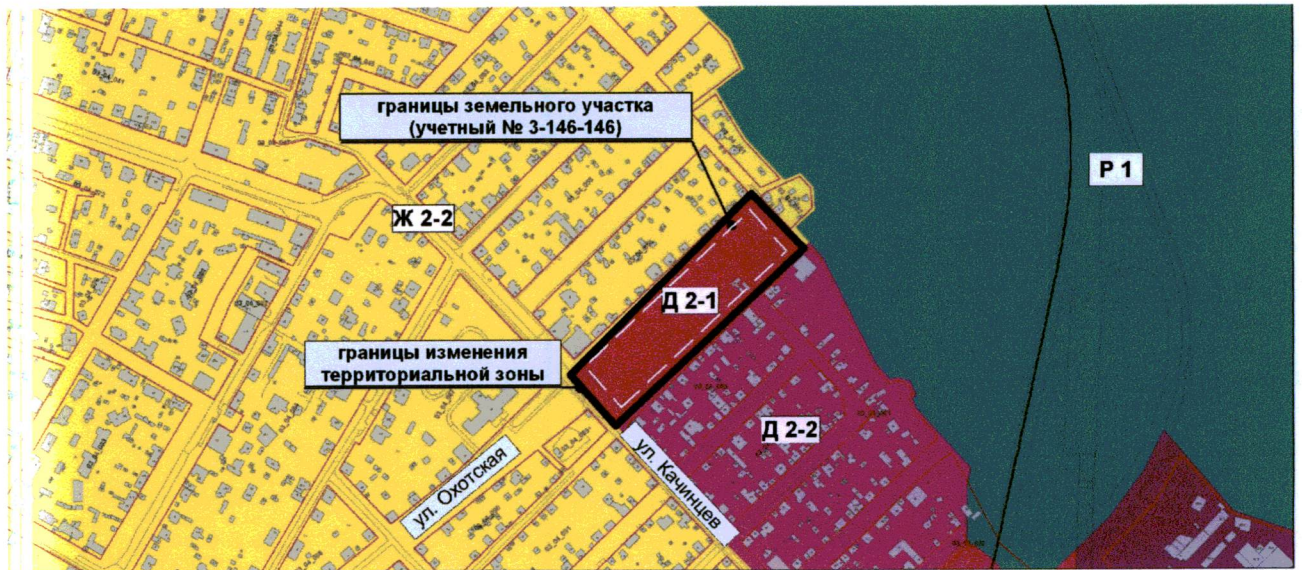 границы земельного участка
(учетный № 3-146-146)
Р 1
Ж 2-2
Д 2-1
границы изменения
территориальной зоны
Д 2-2
ул. Охотская
ул. Качинцев